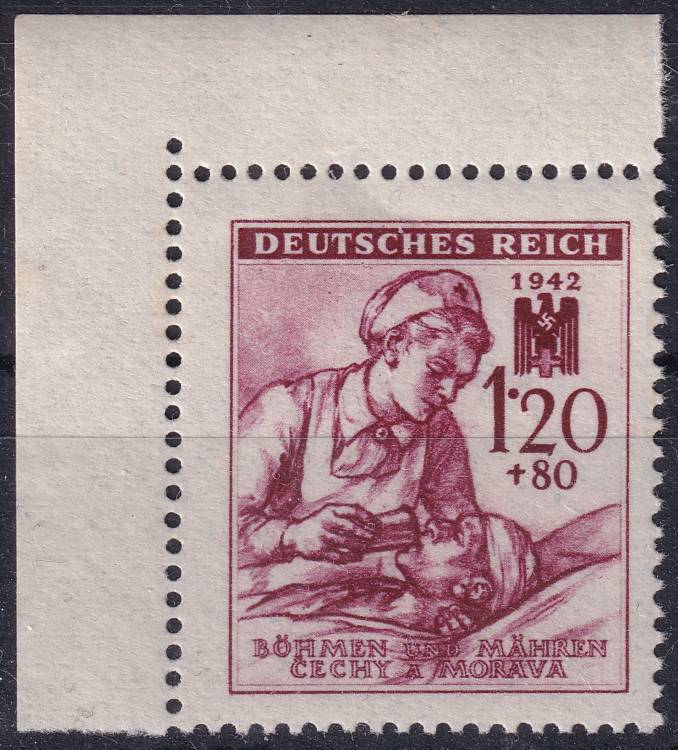 DEUTSCHES REICH
1942
1·20
+80
BÖHMEN UND MÄHREN
ČECHY A MORAVA